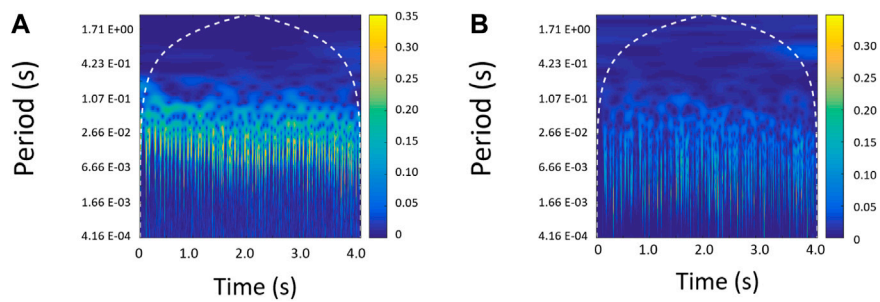 A
Period (s)
1.71 E+00
4.23 E-01
1.07 E-01
2.66 E-02
6.66 E-03
1.66 E-03
4.16 E-04
0
1.0
2.0
3.0
4.0
Time (s)
0.35
0.30
0.25
0.20
0.15
0.10
0.05
0
B
Period (s)
1.71 E+00
4.23 E-01
1.07 E-01
2.66 E-02
6.66 E-03
1.66 E-03
4.16 E-04
0
1.0
2.0
3.0
4.0
Time (s)
0.30
0.25
0.20
0.15
0.10
0.05
0